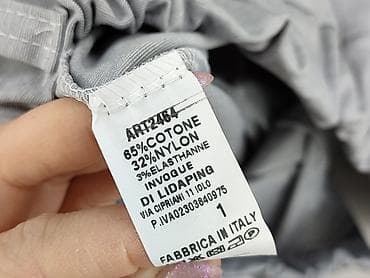 ART2464
65%COTONE
32%NYLON
3%ELASTHANNE
INVOGUE
DI LIDAPING
VIA CIPRIANI 11 IOLO
P.IVA02303840975
1
FABBRICA IN ITALY